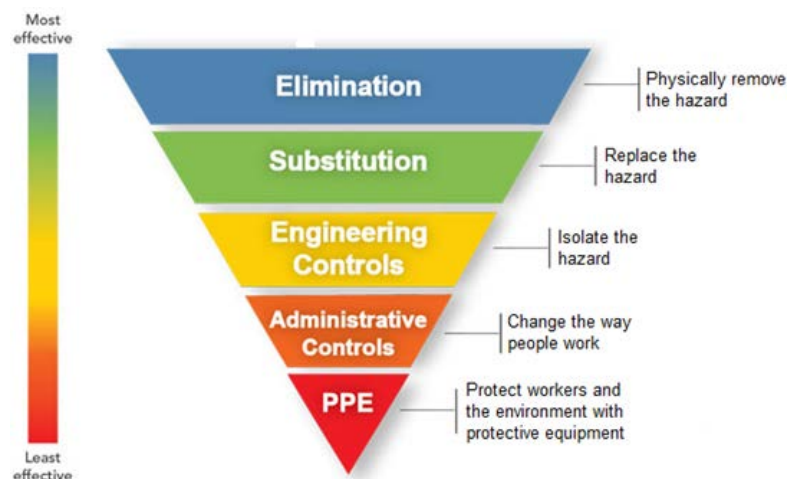 Most
effective
Elimination
Physically remove
the hazard
Substitution
Replace the
hazard
Engineering
Controls
Isolate the
hazard
Administrative
Controls
Change the way
people work
PPE
Protect workers and
the environment with
protective equipment
Least
effective